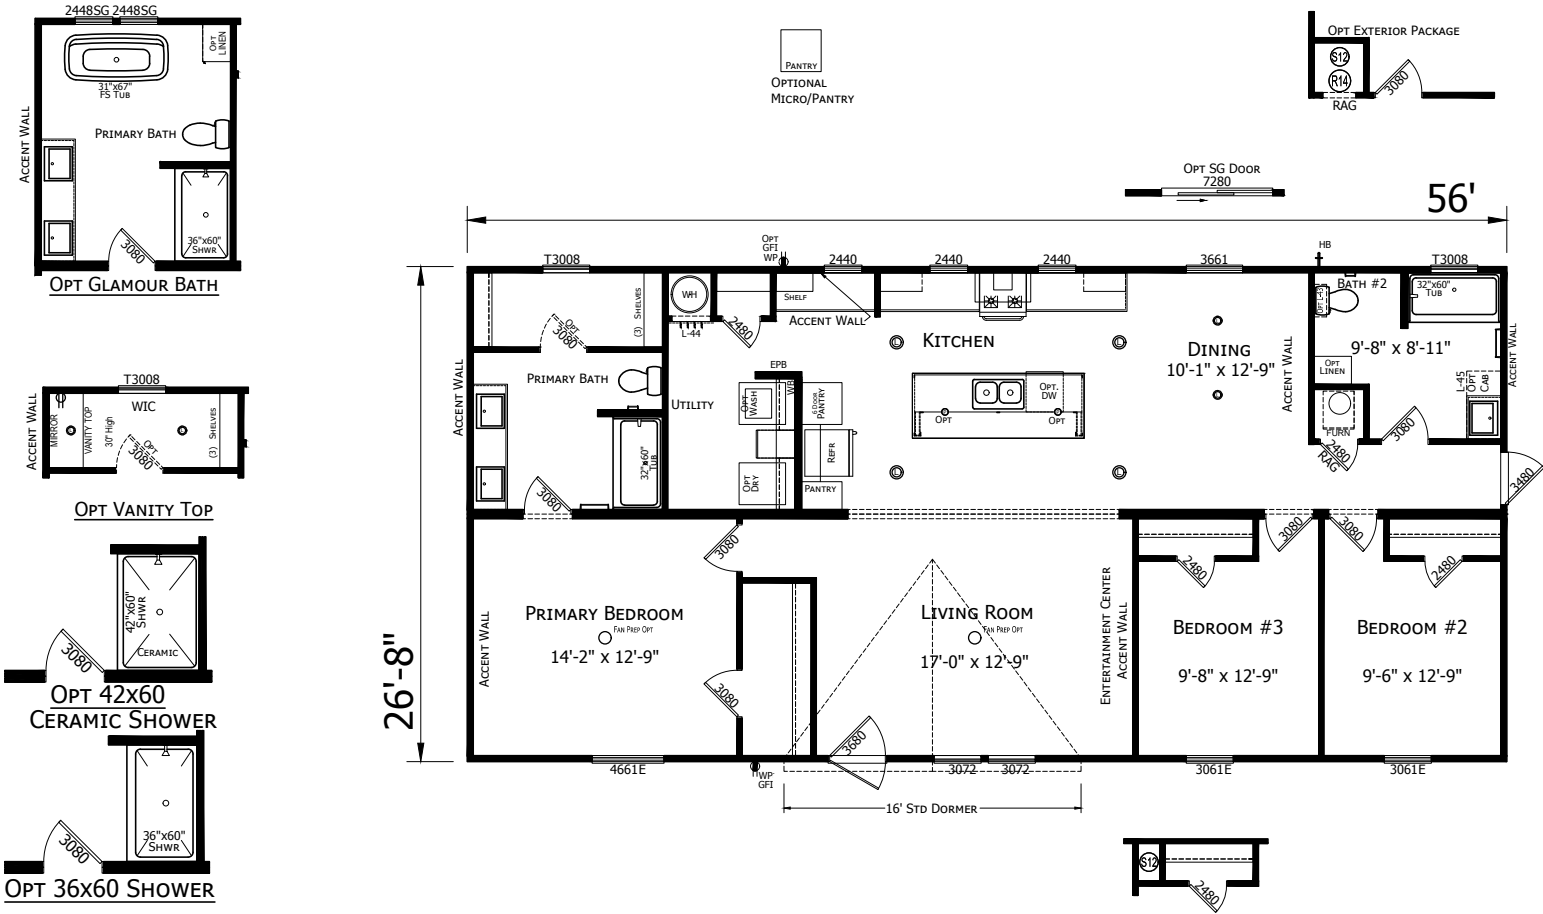 2448SG 2448SG
OPT LINEN
31"x67"
FS TUB
ACCENT WALL
PRIMARY BATH
36"x60"
SHWR
3080
OPT GLAMOUR BATH
T3008
ACCENT WALL
MIRROR
VANITY TOP
30" High
WIC
OPT
3080
(3) SHELVES
OPT VANITY TOP
42"x60"
SHWR
CERAMIC
3080
OPT 42x60
CERAMIC SHOWER
36"x60"
SHWR
3080
OPT 36x60 SHOWER
PANTRY
OPTIONAL
MICRO/PANTRY
OPT EXTERIOR PACKAGE
S12
R14
3080
RAG
OPT SG DOOR
7280
56'
26'-8"
T3008
OPT
GFI
WP
2440
2440
2440
3661
HB
T3008
(3) SHELVES
OPT
3080
WH
L-44
2480
SHELF
ACCENT WALL
KITCHEN
DINING
10'-1" x 12'-9"
ACCENT WALL
BATH #2
OPT L-43
32"x60"
TUB
9'-8" x 8'-11"
OPT
LINEN
L-45
OPT
CAB
ACCENT WALL
FURN
2480
RAG
3080
3480
ACCENT WALL
PRIMARY BATH
32"x60"
TUB
3080
UTILITY
EPB
WB
OPT
WASH
OPT
DRY
6 DOOR
PANTRY
REFR
PANTRY
OPT.
DW
OPT
OPT
3080
ACCENT WALL
PRIMARY BEDROOM
FAN PREP OPT
14'-2" x 12'-9"
3080
LIVING ROOM
FAN PREP OPT
17'-0" x 12'-9"
ENTERTAINMENT CENTER
ACCENT WALL
2480
3080
BEDROOM #3
9'-8" x 12'-9"
3080
2480
BEDROOM #2
9'-6" x 12'-9"
4661E
WP
GFI
3680
3072
3072
3061E
3061E
16' STD DORMER
S12
2480